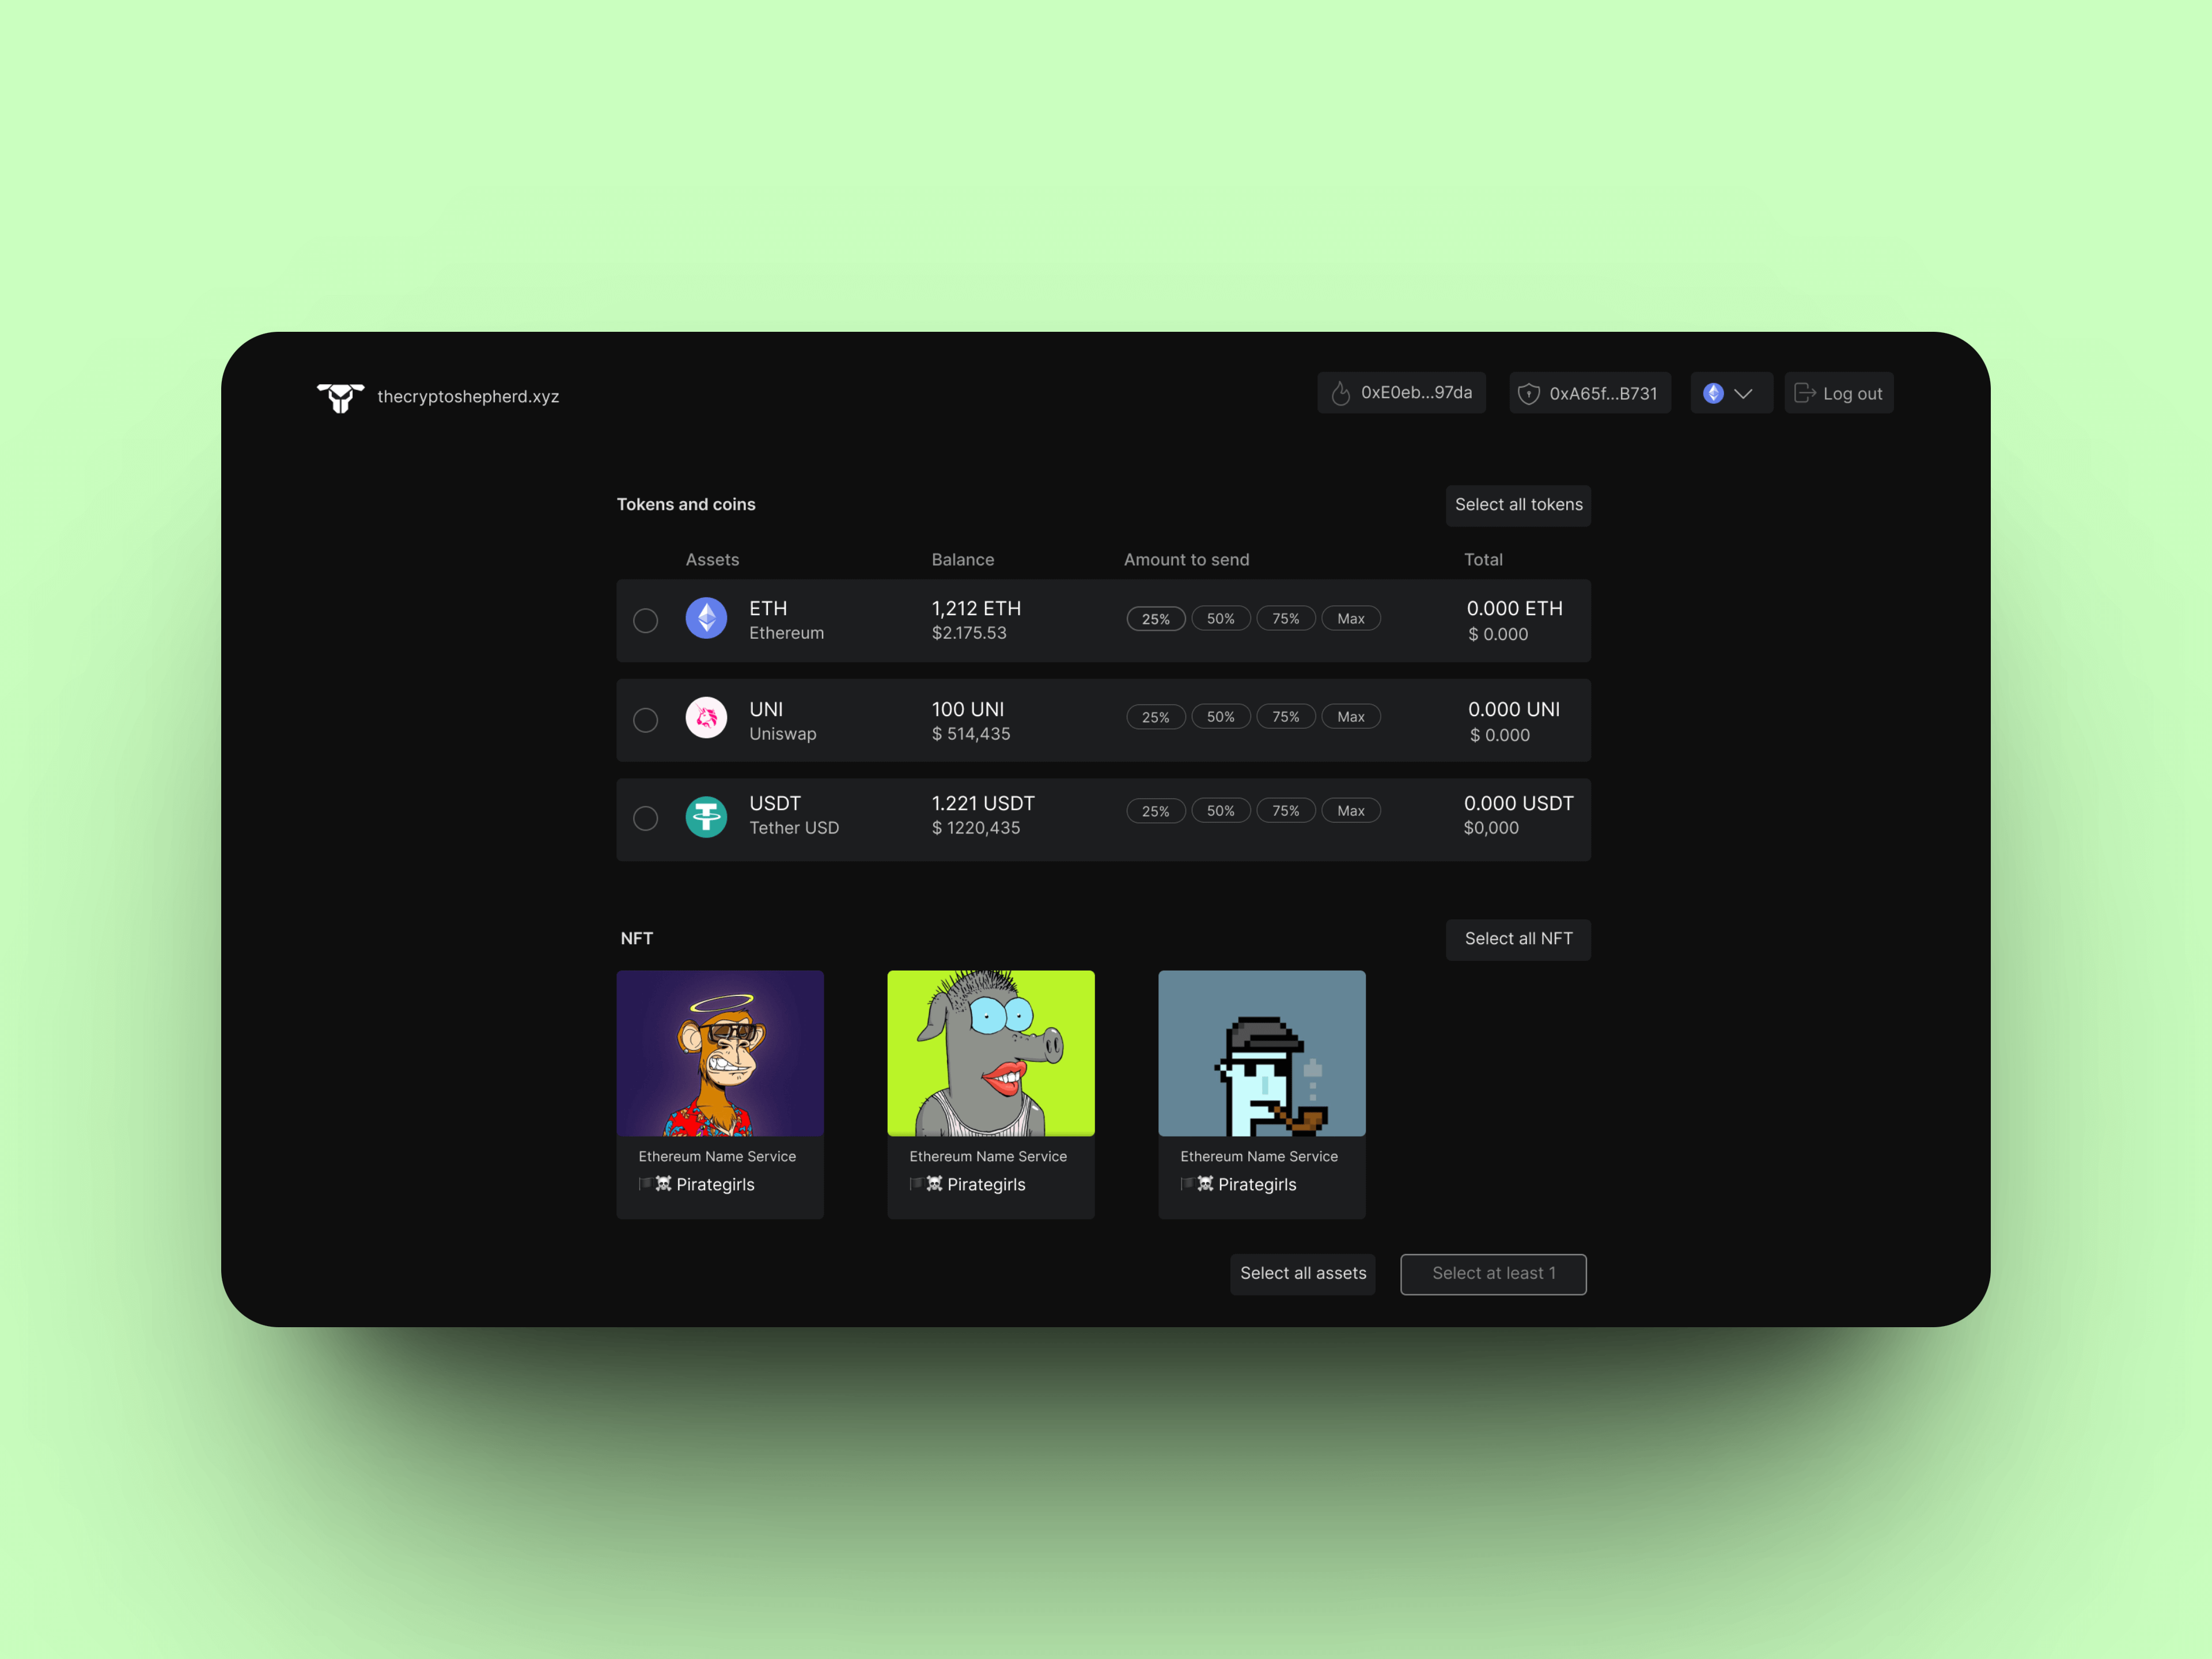 thecryptoshepherd.xyz
0xE0eb...97da
0xA65f...B731
Log out
Tokens and coins
Select all tokens
Assets Balance Amount to send Total
ETH 1,212 ETH 25% 50% 75% Max 0.000 ETH
Ethereum $2.175.53 $ 0.000
UNI 100 UNI 25% 50% 75% Max 0.000 UNI
Uniswap $ 514,435 $ 0.000
USDT 1.221 USDT 25% 50% 75% Max 0.000 USDT
Tether USD $ 1220,435 $0,000
NFT
Select all NFT
Ethereum Name Service
🏴☠️ Pirategirls
Ethereum Name Service
🏴☠️ Pirategirls
Ethereum Name Service
🏴☠️ Pirategirls
Select all assets
Select at least 1